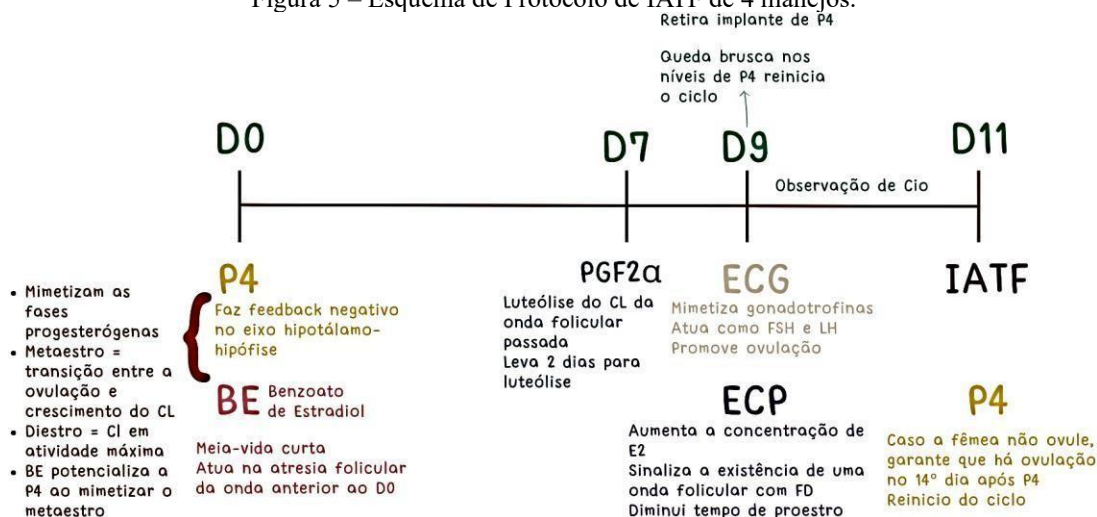 Figura 5 – Esquema de Protocolo de IATF de 4 manejos.
Retira implante de P4
Queda brusca nos
níveis de P4 reinicia
o ciclo
D0
D7
D9
D11
Observação de Cio
• Mimetizam as
fases
progesterógenas
• Metaestro =
transição entre a
ovulação e
crescimento do CL
• Diestro = Cl em
atividade máxima
• BE potencializa a
P4 ao mimetizar o
metaestro
{
P4
Faz feedback negativo
no eixo hipotálamo-
hipófise
BE Benzoato
de Estradiol
Meia-vida curta
Atua na atresia folicular
da onda anterior ao D0
PGF2α
Luteólise do CL da
onda folicular
passada
Leva 2 dias para
luteólise
ECG
Mimetiza gonadotrofinas
Atua como FSH e LH
Promove ovulação
ECP
Aumenta a concentração de
E2
Sinaliza a existência de uma
onda folicular com FD
Diminui tempo de proestro
IATF
P4
Caso a fêmea não ovule,
garante que há ovulação
no 14º dia após P4
Reinicio do ciclo